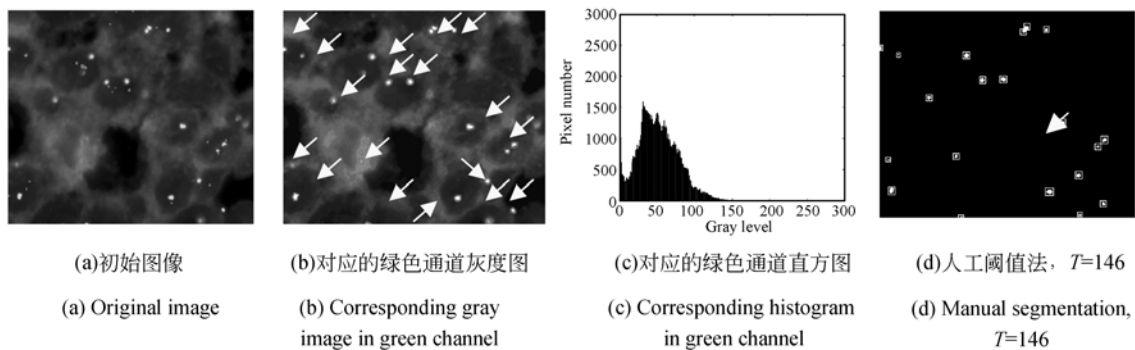 3000
2500
2000
1500
1000
500
0
Pixel number
0 50 100 150 200 250 300
Gray level
(a)初始图像
(b)对应的绿色通道灰度图
(c)对应的绿色通道直方图
(d)人工阈值法，T=146
(a) Original image
(b) Corresponding gray
image in green channel
(c) Corresponding histogram
in green channel
(d) Manual segmentation,
T=146